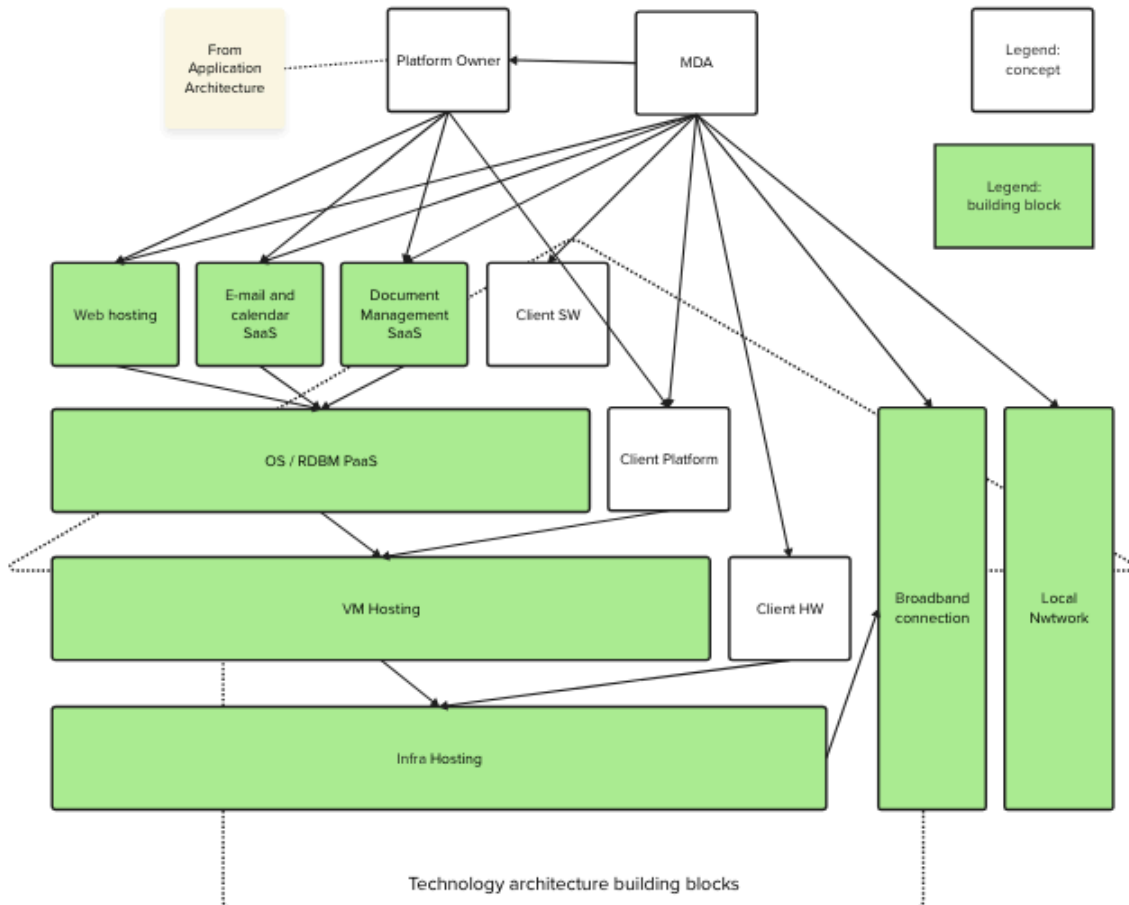 From
Application
Architecture
Platform Owner
MDA
Legend:
concept
Legend:
building block
Web hosting
E-mail and
calendar
SaaS
Document
Management
SaaS
Client SW
OS / RDBM PaaS
Client Platform
VM Hosting
Client HW
Broadband
connection
Local
Nwtwork
Infra Hosting
Technology architecture building blocks